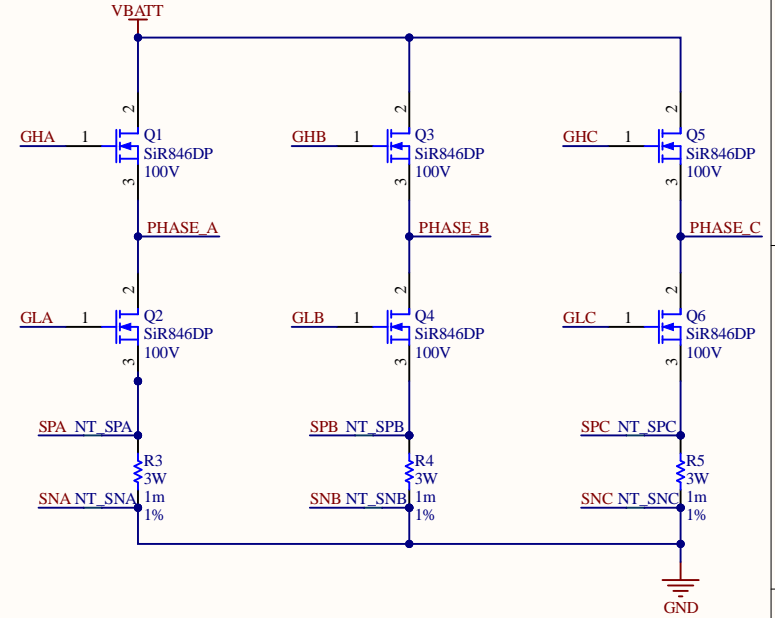 VBATT
2 2 2
GHA 1 Q1 GHB 1 Q3 GHC 1 Q5
SiR846DP SiR846DP SiR846DP
100V 100V 100V
3 3 3
PHASE_A PHASE_B PHASE_C
2 2 2
GLA 1 Q2 GLB 1 Q4 GLC 1 Q6
SiR846DP SiR846DP SiR846DP
100V 100V 100V
3 3 3
SPA NT_SPA SPB NT_SPB SPC NT_SPC
R3 R4 R5
3W 3W 3W
SNA NT_SNA 1m SNB NT_SNB 1m SNC NT_SNC 1m
1% 1% 1%
GND